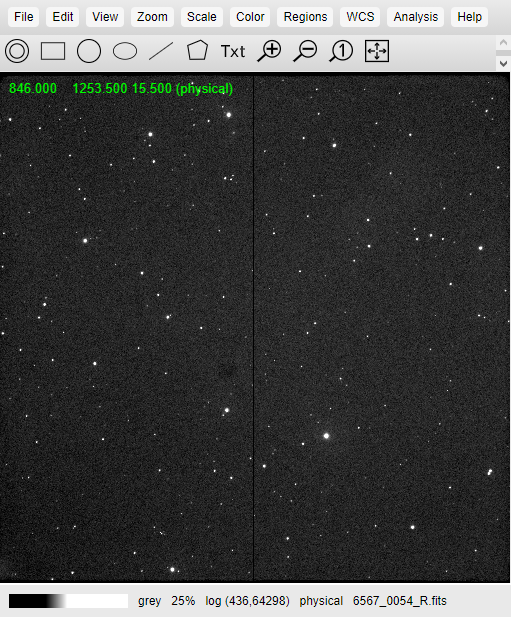 File Edit View Zoom Scale Color Regions WCS Analysis Help
Txt 1
846.000 1253.500 15.500 (physical)
grey 25% log (436,64298) physical 6567_0054_R.fits